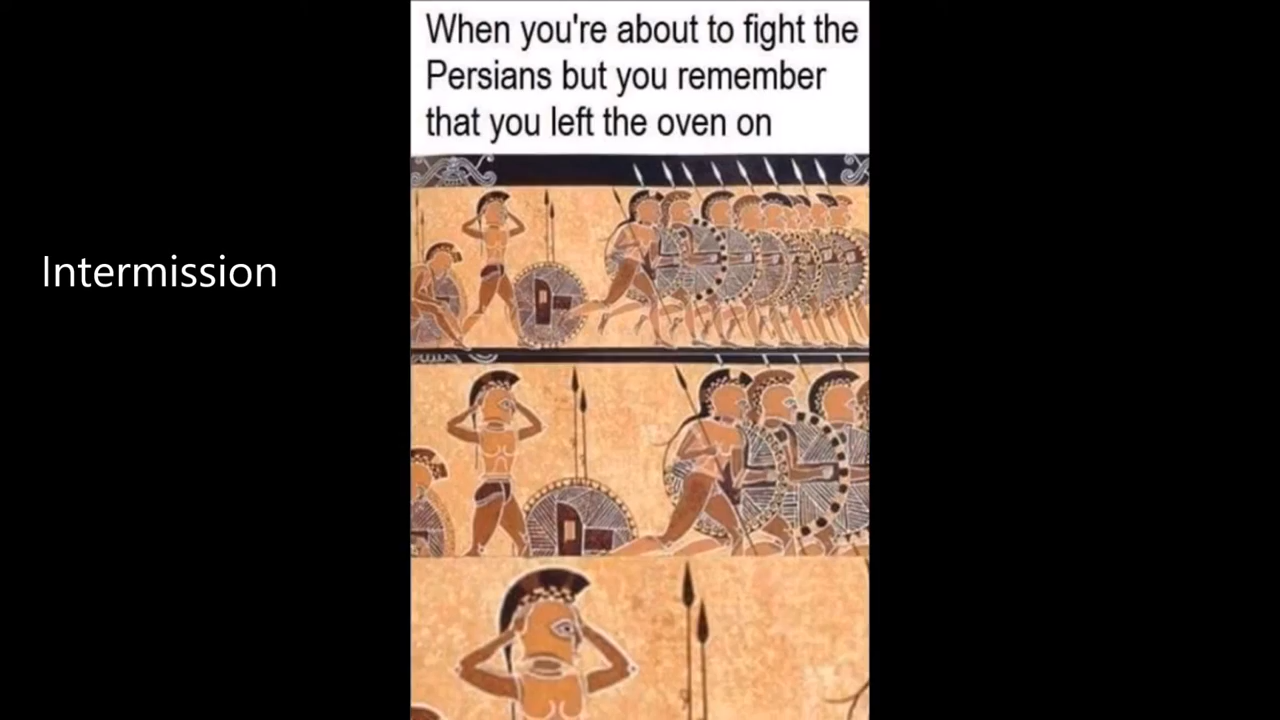 When you're about to fight the
Persians but you remember
that you left the oven on
Intermission